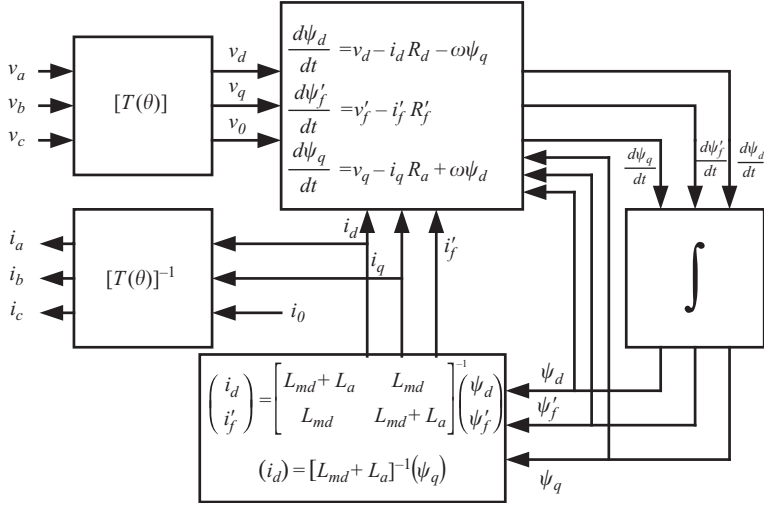 v_a
v_b
v_c
[T(θ)]
v_d
v_q
v_0
dψ_d/dt = v_d – i_d R_d – ωψ_q
dψ′_f/dt = v′_f – i′_f R′_f
dψ_q/dt = v_q – i_q R_a + ωψ_d
dψ_q/dt dψ′_f/dt dψ_d/dt
i_a
i_b
i_c
[T(θ)]⁻¹
i_d
i_q
i′_f
i_0
∫
(i_d i′_f) = [L_md + L_a L_md L_md L_md + L_a]⁻¹ (ψ_d ψ′_f)
(i_d) = [L_md + L_a]⁻¹(ψ_q)
ψ_d
ψ′_f
ψ_q